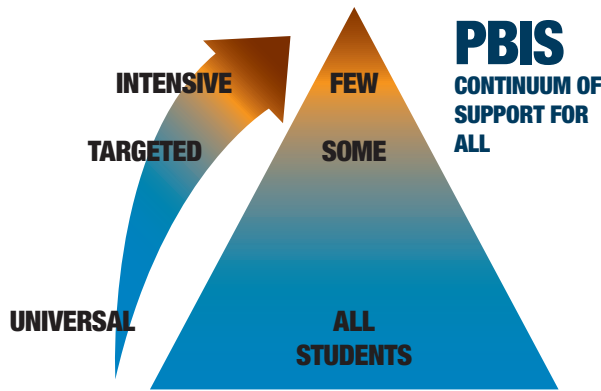 PBIS
CONTINUUM OF
SUPPORT FOR
ALL
INTENSIVE
FEW
TARGETED
SOME
UNIVERSAL
ALL
STUDENTS